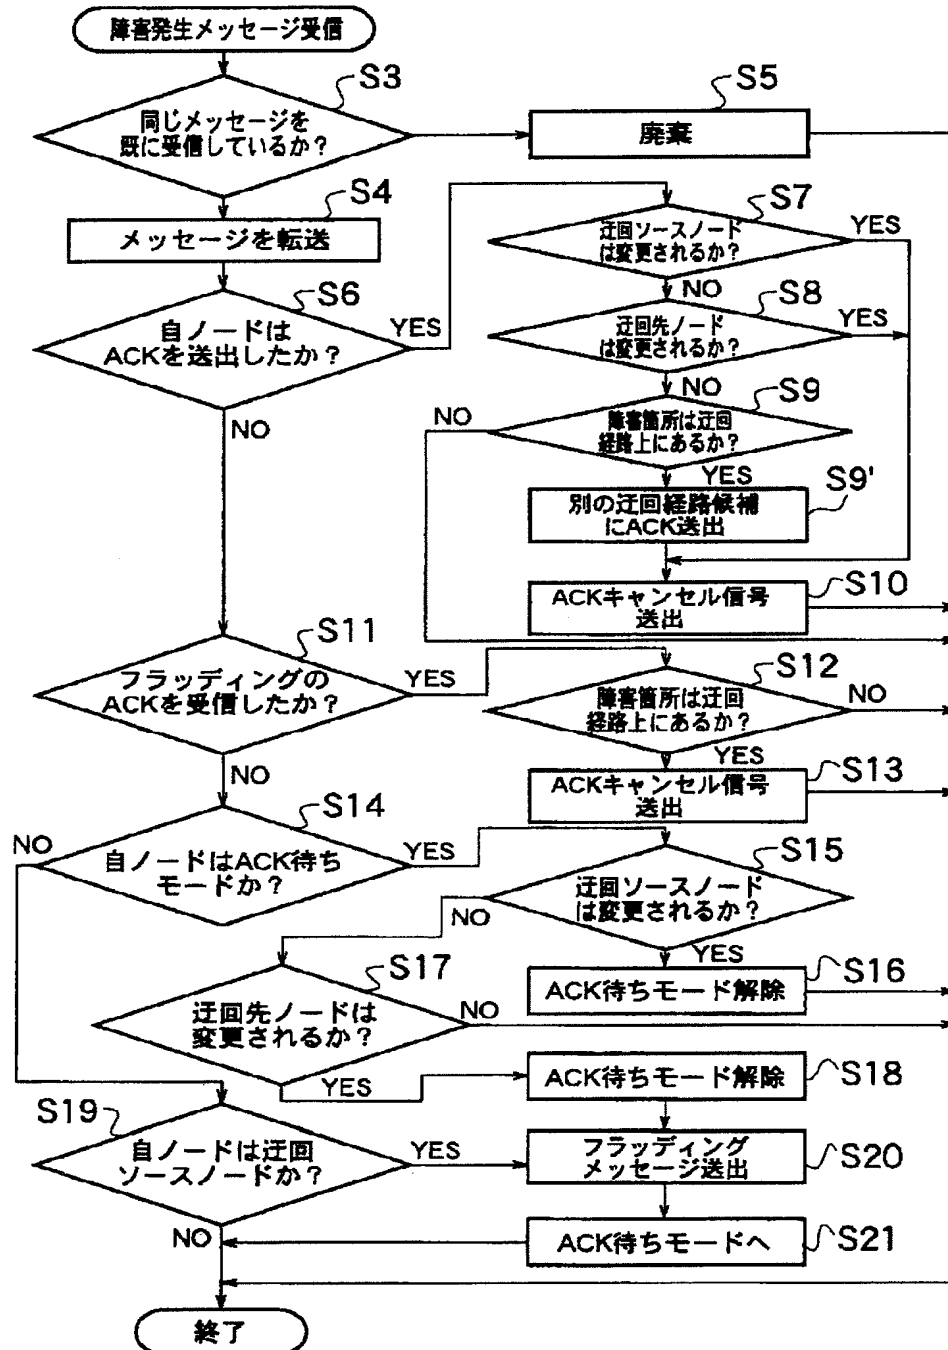 障害発生メッセージ受信
S3
同じメッセージを
既に受信しているか?
S5
廃棄
S4
メッセージを転送
S7
迂回ソースノード
は変更されるか?
YES
NO
S6
自ノードは
ACKを送出したか?
YES
NO
S8
迂回先ノード
は変更されるか?
YES
NO
S9
障害箇所は迂回
経路上にあるか?
NO
YES
S9'
別の迂回経路候補
にACK送出
S10
ACKキャンセル信号
送出
S11
フラッディングの
ACKを受信したか?
YES
NO
S12
障害箇所は迂回
経路上にあるか?
NO
YES
S13
ACKキャンセル信号
送出
S14
自ノードはACK待ち
モードか?
NO
YES
S15
迂回ソースノード
は変更されるか?
NO
YES
S16
ACK待ちモード解除
S17
迂回先ノードは
変更されるか?
NO
YES
S18
ACK待ちモード解除
S19
自ノードは迂回
ソースノードか?
YES
NO
S20
フラッディング
メッセージ送出
S21
ACK待ちモードへ
終了